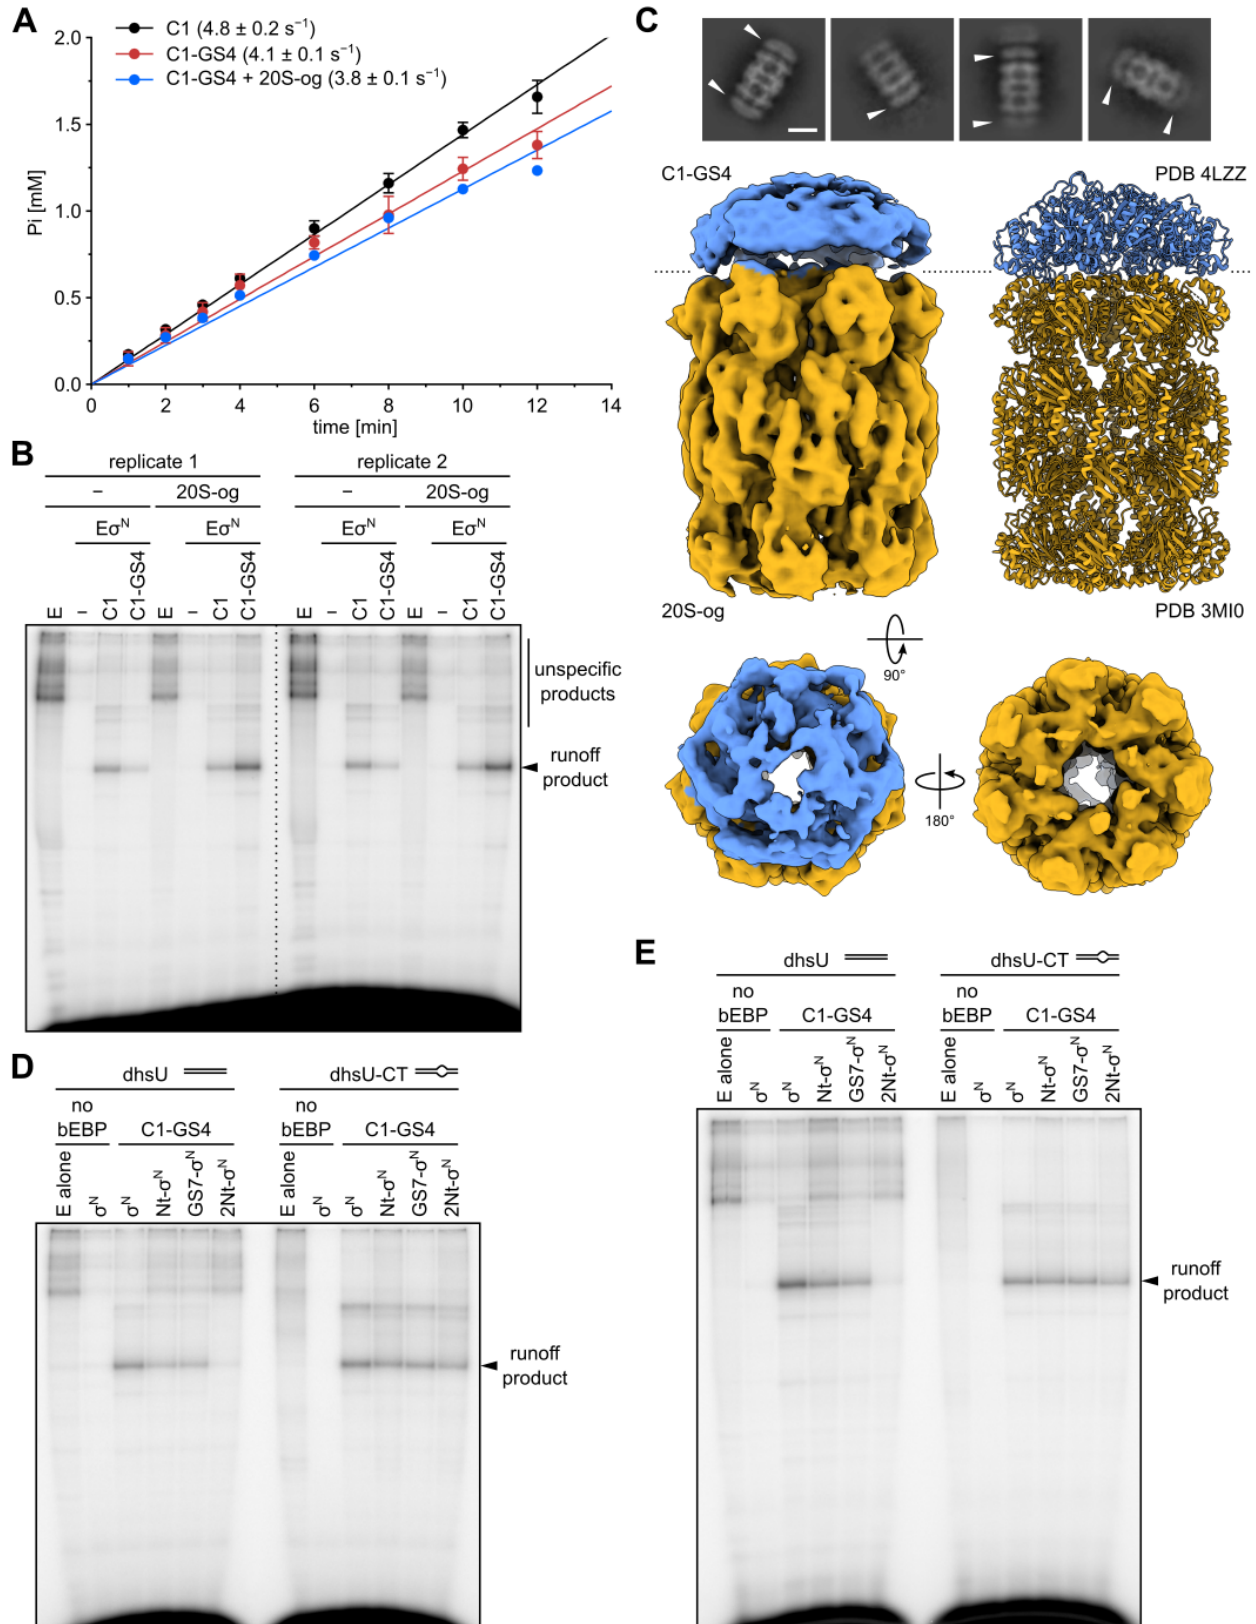 A
C1 (4.8 ± 0.2 s⁻¹)
C1-GS4 (4.1 ± 0.1 s⁻¹)
C1-GS4 + 20S-og (3.8 ± 0.1 s⁻¹)
2.0
1.5
1.0
0.5
0.0
Pi [mM]
0 2 4 6 8 10 12 14
time [min]
B
replicate 1 replicate 2
– 20S-og – 20S-og
Eσᴺ Eσᴺ Eσᴺ Eσᴺ
E – C1 C1-GS4 E – C1 C1-GS4 E – C1 C1-GS4 E – C1 C1-GS4
unspecific
products
runoff
product
C
C1-GS4 PDB 4LZZ
20S-og PDB 3MI0
90°
180°
D
dhsU dhsU-CT
no no
bEBP C1-GS4 bEBP C1-GS4
E alone σᴺ σᴺ Nt-σᴺ GS7-σᴺ 2Nt-σᴺ E alone σᴺ σᴺ Nt-σᴺ GS7-σᴺ 2Nt-σᴺ
runoff
product
E
dhsU dhsU-CT
no no
bEBP C1-GS4 bEBP C1-GS4
E alone σᴺ σᴺ Nt-σᴺ GS7-σᴺ 2Nt-σᴺ E alone σᴺ σᴺ Nt-σᴺ GS7-σᴺ 2Nt-σᴺ
runoff
product